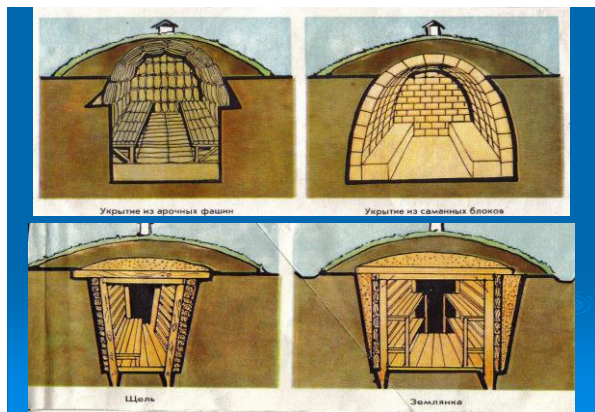 Укрытие из арочных фашин
Укрытие из саманных блоков
Щель
Землянка